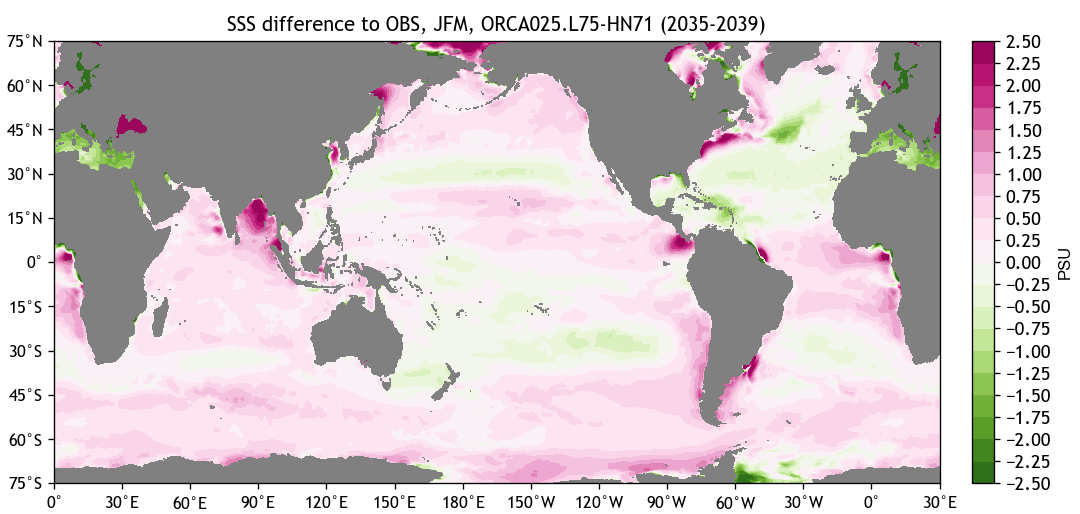 SSS difference to OBS, JFM, ORCA025.L75-HN71 (2035-2039)
75°N
60°N
45°N
30°N
15°N
0°
15°S
30°S
45°S
60°S
75°S
0°
30°E
60°E
90°E
120°E
150°E
180°E
150°W
120°W
90°W
60°W
30°W
0°
30°E
2.50
2.25
2.00
1.75
1.50
1.25
1.00
0.75
0.50
0.25
0.00
−0.25
−0.50
−0.75
−1.00
−1.25
−1.50
−1.75
−2.00
−2.25
−2.50
PSU